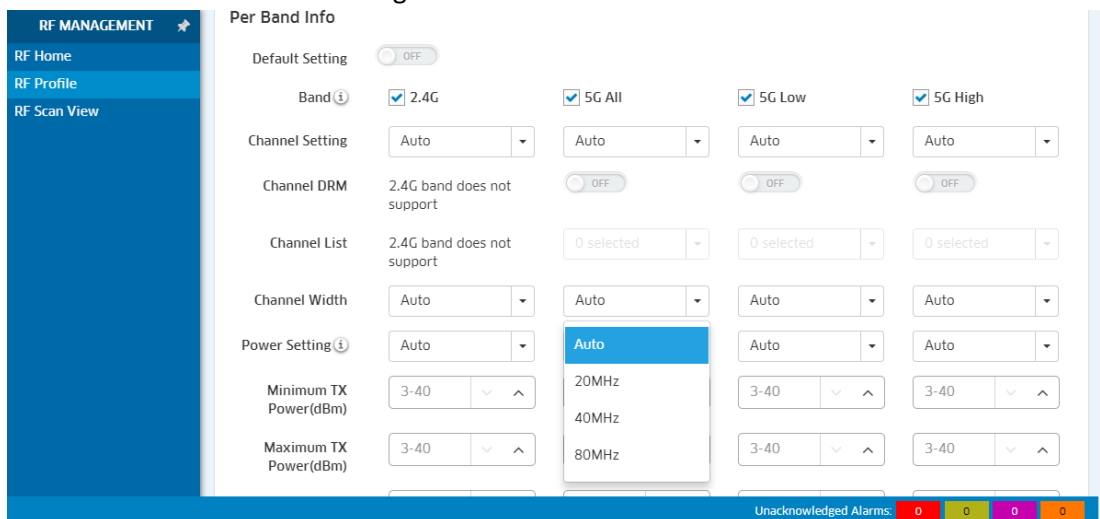 RF MANAGEMENT
RF Home
RF Profile
RF Scan View
Per Band Info
Default Setting OFF
Band 2.4G 5G All 5G Low 5G High
Channel Setting Auto Auto Auto Auto
Channel DRM 2.4G band does not support OFF OFF OFF
Channel List 2.4G band does not support 0 selected 0 selected 0 selected
Channel Width Auto Auto Auto Auto
Auto
20MHz
40MHz
80MHz
Power Setting Auto Auto Auto
Minimum TX Power(dBm) 3-40 3-40 3-40
Maximum TX Power(dBm) 3-40 3-40 3-40
Unacknowledged Alarms: 0 0 0 0